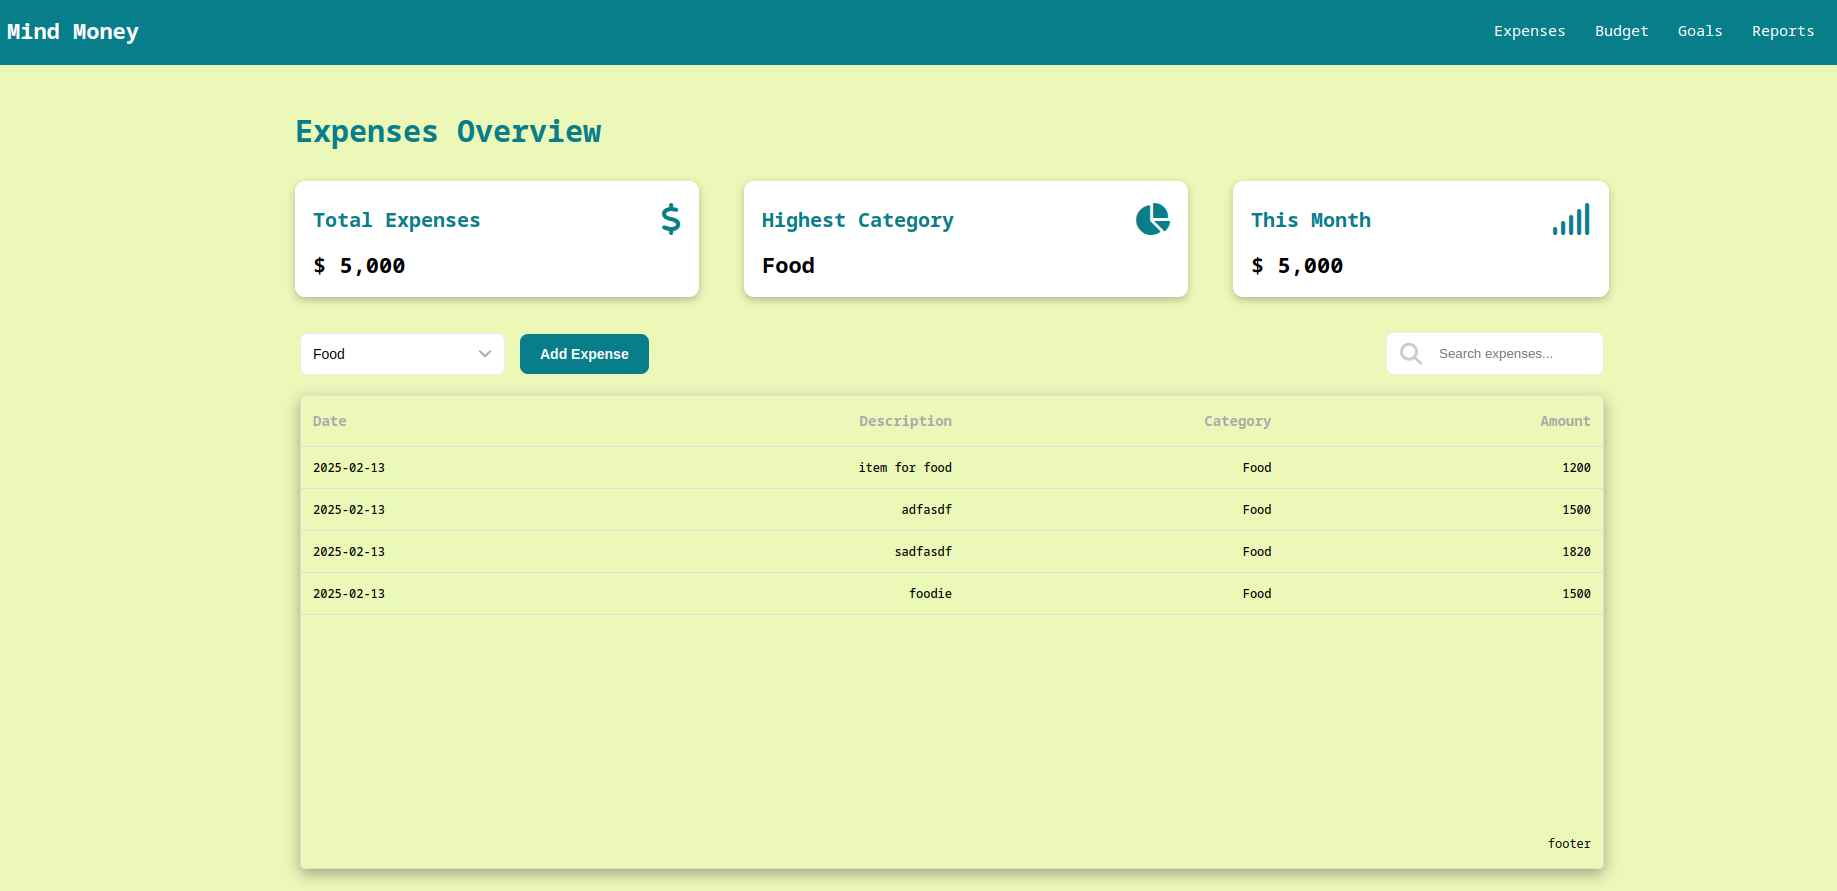 Mind Money Expenses Budget Goals Reports
Expenses Overview
Total Expenses Highest Category This Month
$ 5,000 Food $ 5,000
Food Add Expense Search expenses...
Date Description Category Amount
2025-02-13 item for food Food 1200
2025-02-13 adfasdf Food 1500
2025-02-13 sadfasdf Food 1820
2025-02-13 foodie Food 1500
footer